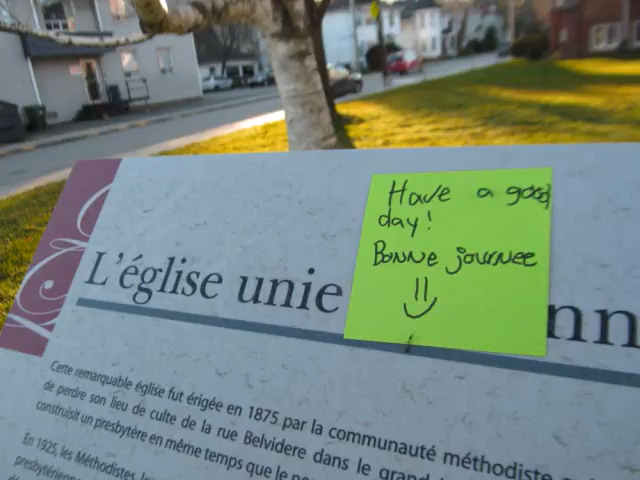 Have a good
day!
Bonne journee
L'église unie
nn
Cette remarquable église fut érigée en 1875 par la communauté méthodiste
de perdre son lieu de culte de la rue Belvidere dans le grand
construisit un presbytère en même temps que le
En 1925, les Méthodistes